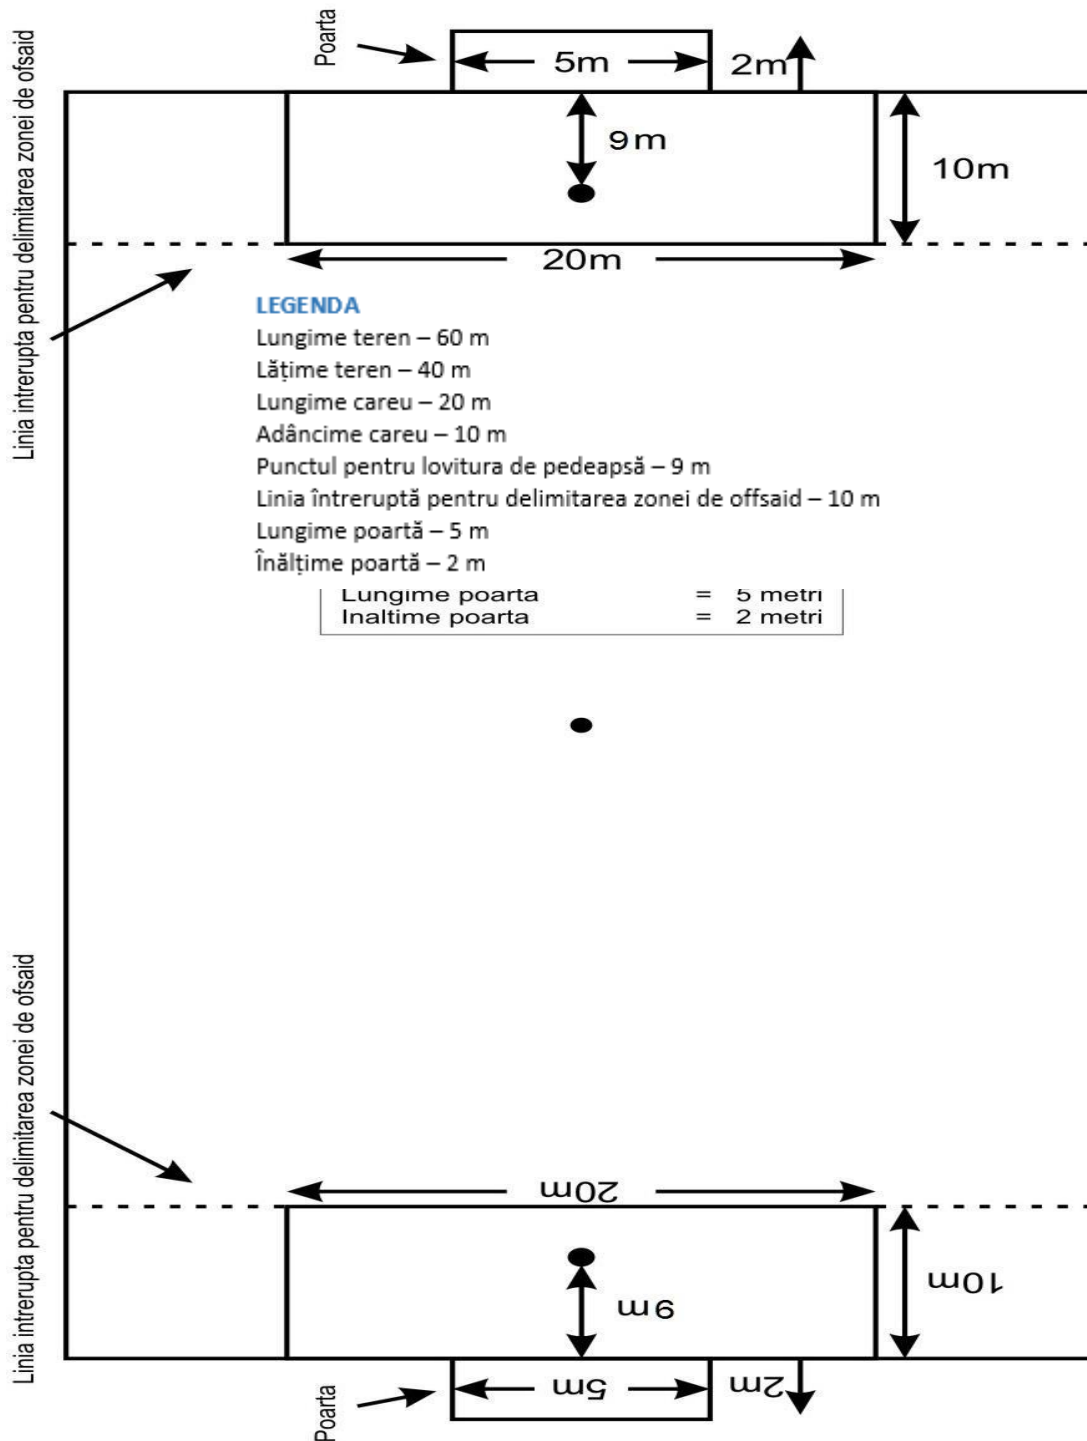 Poarta
5m
2m
Linia intrerupta pentru delimitarea zonei de ofsaid
9m
10m
20m
LEGENDA
Lungime teren – 60 m
Lățime teren – 40 m
Lungime careu – 20 m
Adâncime careu – 10 m
Punctul pentru lovitura de pedeapsă – 9 m
Linia întreruptă pentru delimitarea zonei de offsaid – 10 m
Lungime poartă – 5 m
Înălțime poartă – 2 m
Lungime poarta = 5 metri
Inaltime poarta = 2 metri
Linia intrerupta pentru delimitarea zonei de ofsaid
20m
10m
9m
Poarta
5m
2m